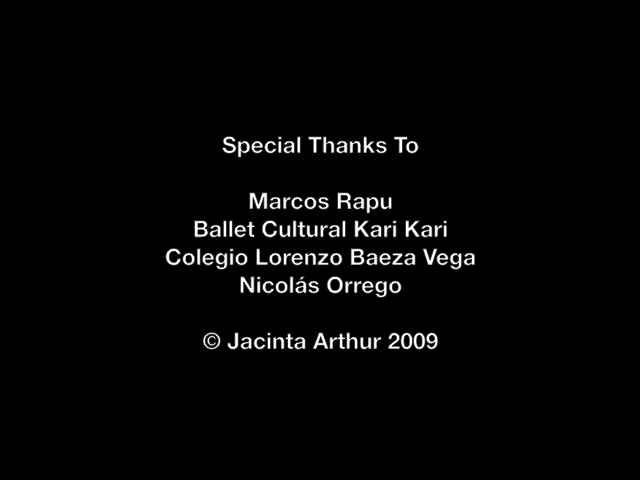 Special Thanks To
Marcos Rapu
Ballet Cultural Kari Kari
Colegio Lorenzo Baeza Vega
Nicolás Orrego
© Jacinta Arthur 2009